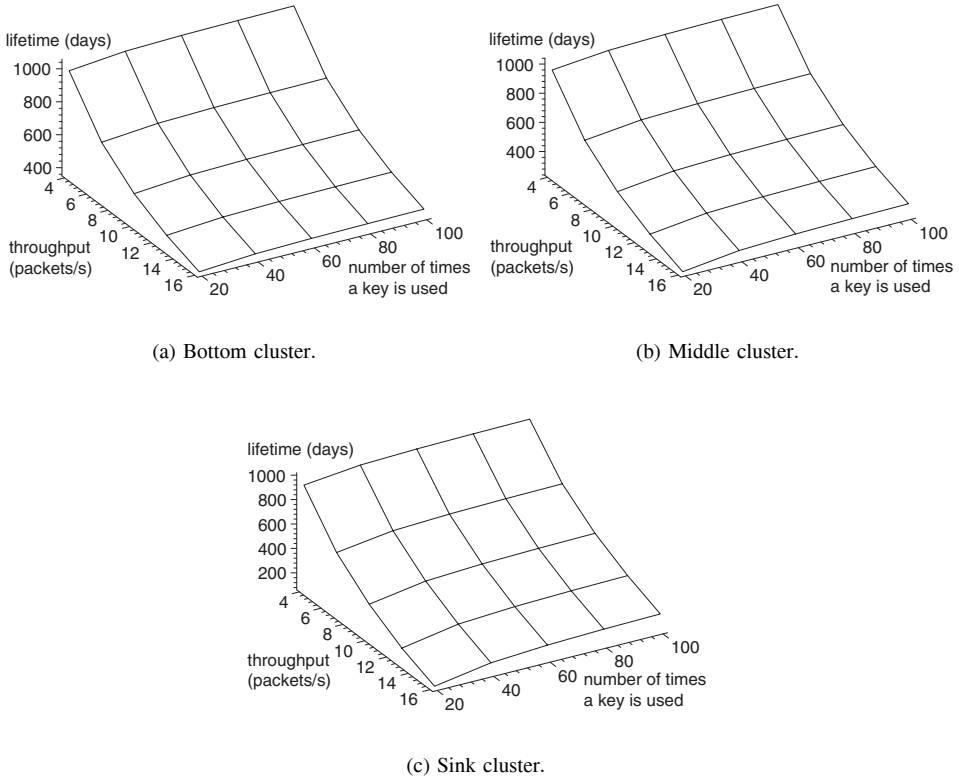 lifetime (days)
1000
800
600
400
4
6
8
10
12
14
16
throughput
(packets/s)
20
40
60
80
100
number of times
a key is used
(a) Bottom cluster.
lifetime (days)
1000
800
600
400
4
6
8
10
12
14
16
throughput
(packets/s)
20
40
60
80
100
number of times
a key is used
(b) Middle cluster.
lifetime (days)
1000
800
600
400
200
4
6
8
10
12
14
16
throughput
(packets/s)
20
40
60
80
100
number of times
a key is used
(c) Sink cluster.